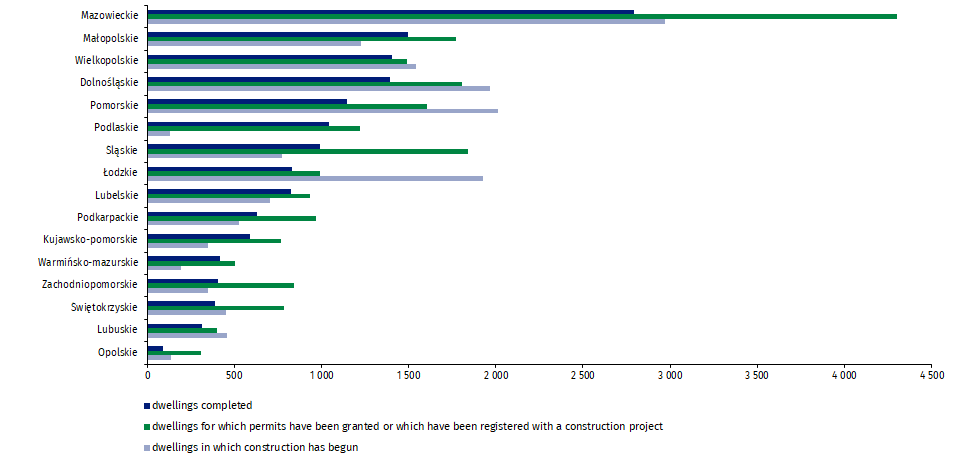 Mazowieckie
Małopolskie
Wielkopolskie
Dolnośląskie
Pomorskie
Podlaskie
Śląskie
Łodzkie
Lubelskie
Podkarpackie
Kujawsko-pomorskie
Warmińsko-mazurskie
Zachodniopomorskie
Świętokrzyskie
Lubuskie
Opolskie
0 500 1 000 1 500 2 000 2 500 3 000 3 500 4 000 4 500
dwellings completed
dwellings for which permits have been granted or which have been registered with a construction project
dwellings in which construction has begun